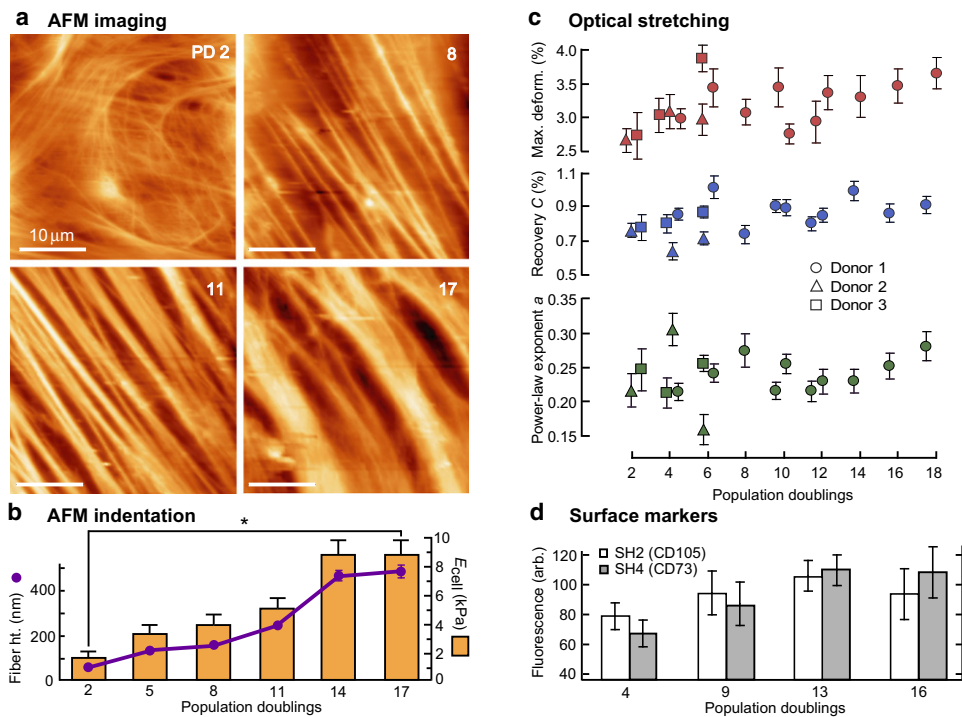 a AFM imaging
PD 2
8
10 μm
11
17
b AFM indentation
*
Fiber ht. (nm)
400
200
0
10
8
6
4
2
0
Ecell (kPa)
2 5 8 11 14 17
Population doublings
c Optical stretching
Max. deform. (%)
4.0
3.5
3.0
2.5
Recovery C (%)
1.1
0.9
0.7
0.5
Donor 1
Donor 2
Donor 3
Power-law exponent a
0.35
0.30
0.25
0.20
0.15
2 4 6 8 10 12 14 16 18
Population doublings
d Surface markers
Fluorescence (arb.)
120
100
80
60
40
SH2 (CD105)
SH4 (CD73)
4 9 13 16
Population doublings